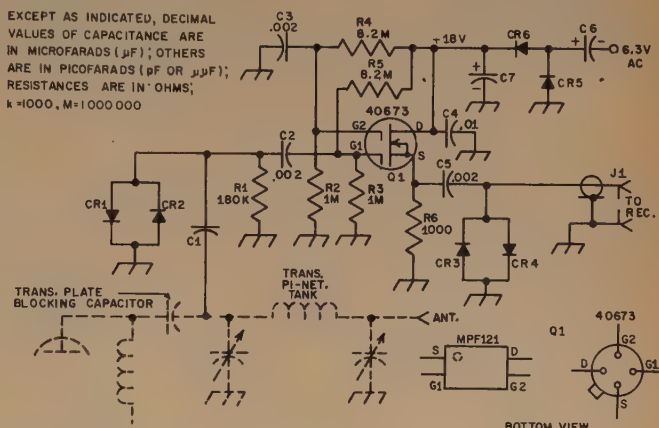 EXCEPT AS INDICATED, DECIMAL
VALUES OF CAPACITANCE ARE
IN MICROFARADS (µF); OTHERS
ARE IN PICOFARADS (pF OR µµF);
RESISTANCES ARE IN OHMS;
k=1000, M=1000000
C3
.002
R4
8.2M
R5
8.2M
+18V
CR6
C6
+
-
6.3V
AC
+
-
C7
CR5
40673
G2
D
G1
S
Q1
C4
.01
C2
.002
C5
.002
J1
TO
REC.
CR1
CR2
R1
180K
R2
1M
R3
1M
R6
1000
CR3
CR4
C1
TRANS. PLATE
BLOCKING CAPACITOR
TRANS.
PI-NET.
TANK
ANT.
MPF121
S
D
G1
G2
Q1
40673
G2
D
G1
S
BOTTOM VIEW